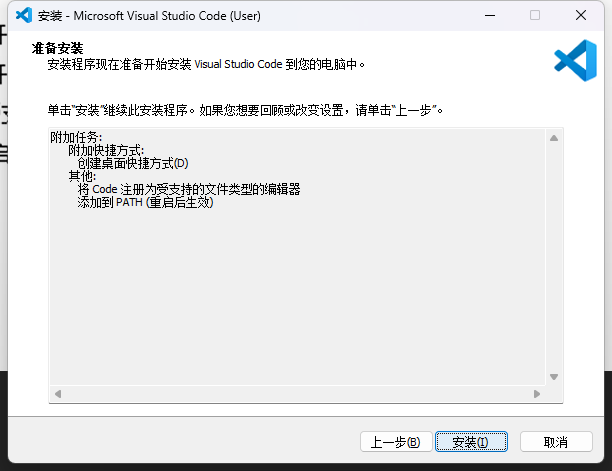 安装 - Microsoft Visual Studio Code (User)
准备安装
安装程序现在准备开始安装 Visual Studio Code 到您的电脑中。
单击“安装”继续此安装程序。如果您想要回顾或改变设置，请单击“上一步”。
附加任务:
附加快捷方式:
创建桌面快捷方式(D)
其他:
将 Code 注册为受支持的文件类型的编辑器
添加到 PATH (重启后生效)
上一步(B) 安装(I) 取消